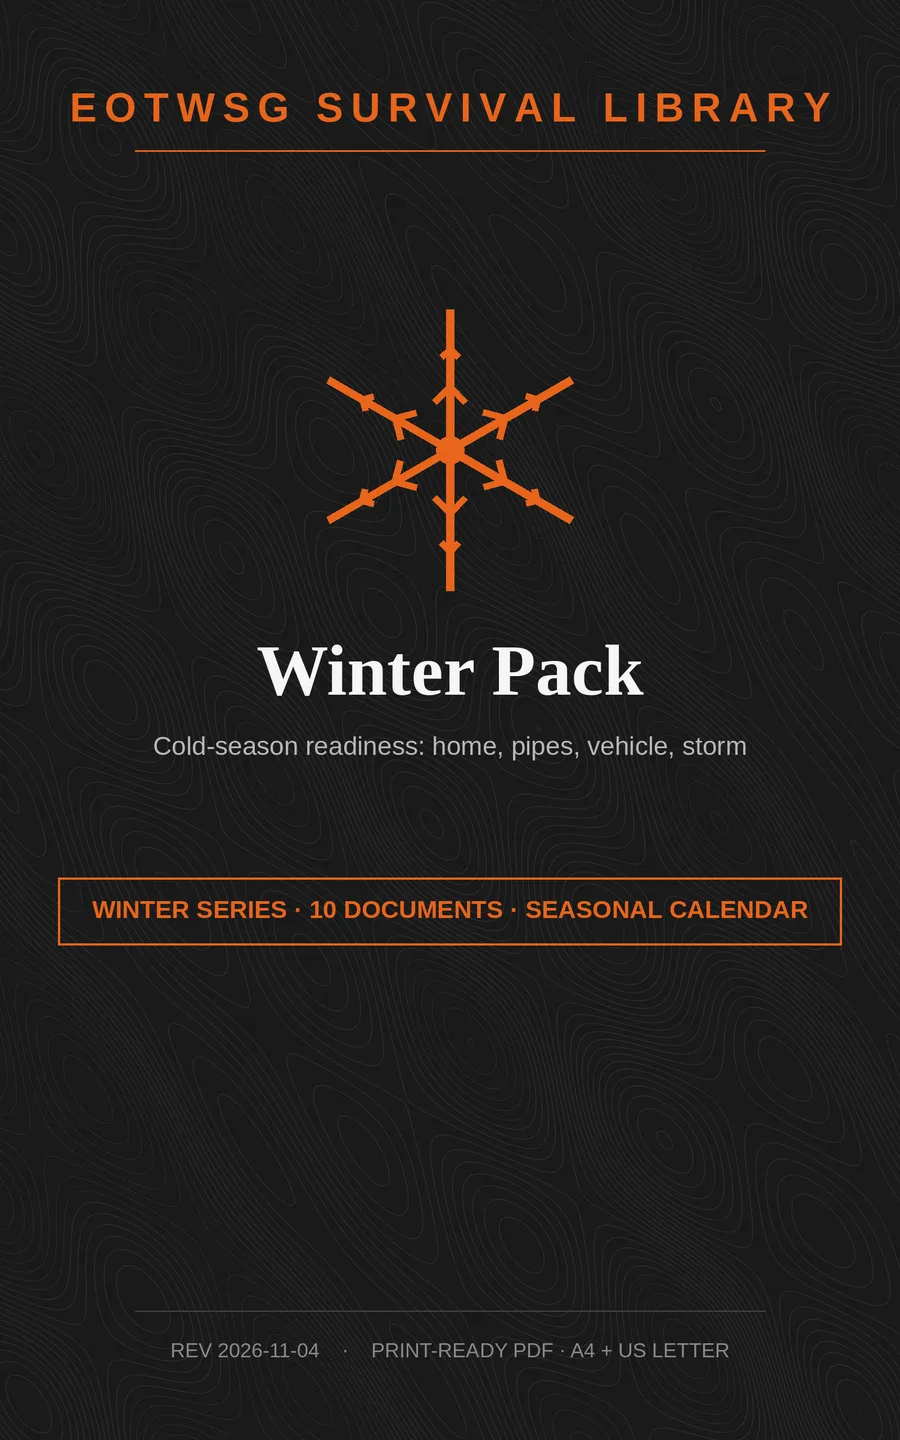 EOTWSG SURVIVAL LIBRARY
Winter Pack
Cold-season readiness: home, pipes, vehicle, storm
WINTER SERIES · 10 DOCUMENTS · SEASONAL CALENDAR
REV 2026-11-04 · PRINT-READY PDF · A4 + US LETTER